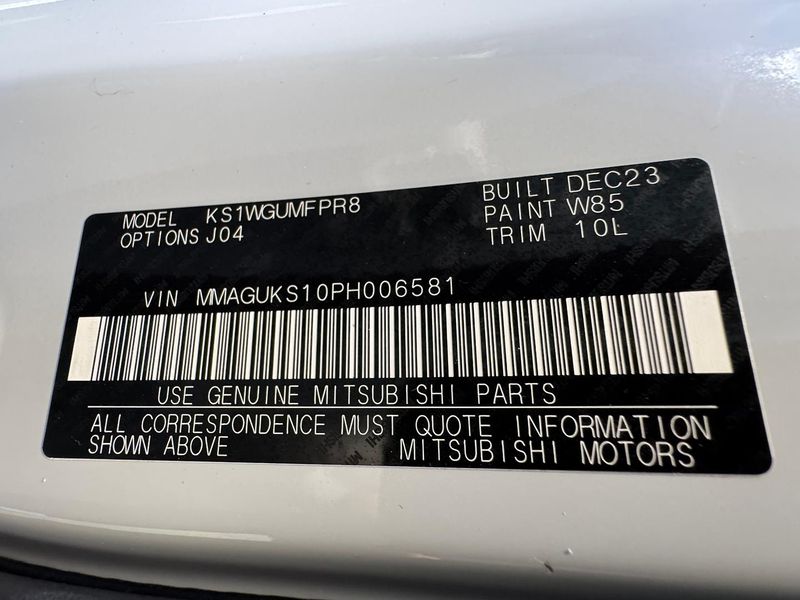 MODEL KS1WGUMFPR8 BUILT DEC23
OPTIONS J04 PAINT W85
TRIM 10L
VIN MMAGUKS10PH006581
USE GENUINE MITSUBISHI PARTS
ALL CORRESPONDENCE MUST QUOTE INFORMATION
SHOWN ABOVE MITSUBISHI MOTORS